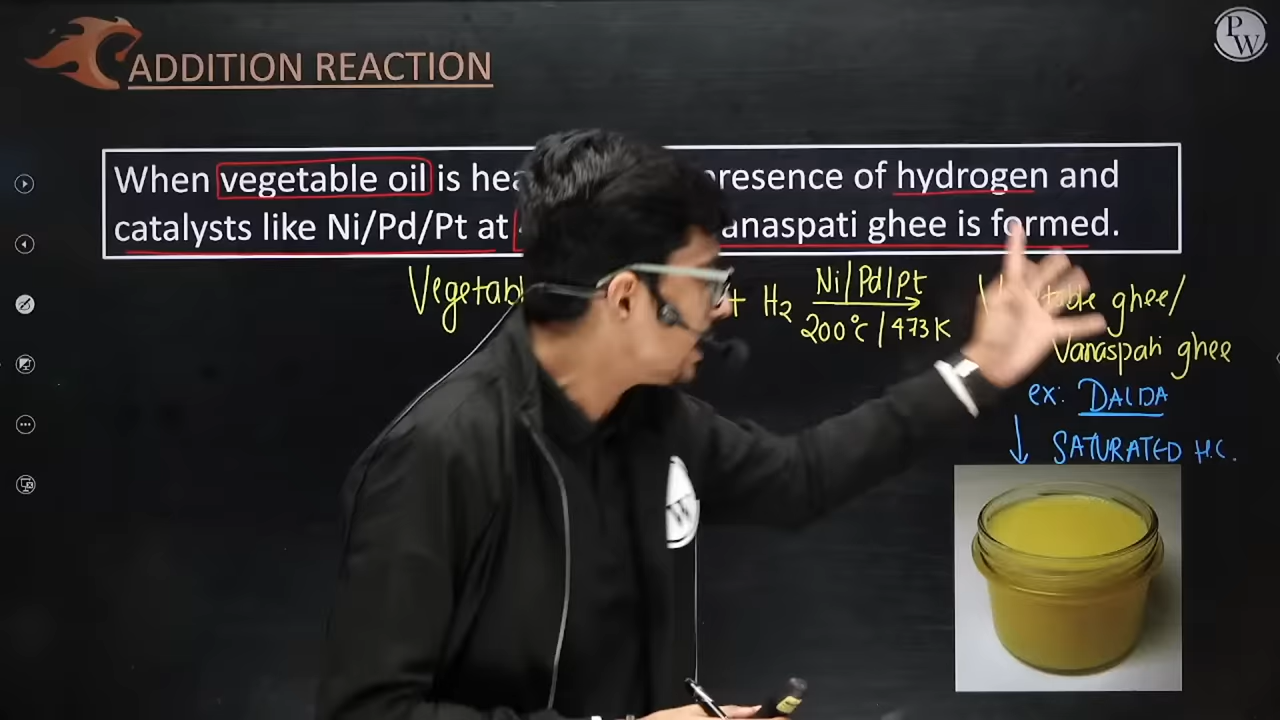 PW
ADDITION REACTION
When vegetable oil is hea presence of hydrogen and
catalysts like Ni/Pd/Pt at anaspati ghee is formed.
Vegetab + H2 Ni/Pd/Pt 200°C/473K ghee/
Vanaspati ghee
ex: DALDA
↓ SATURATED H.C.
W